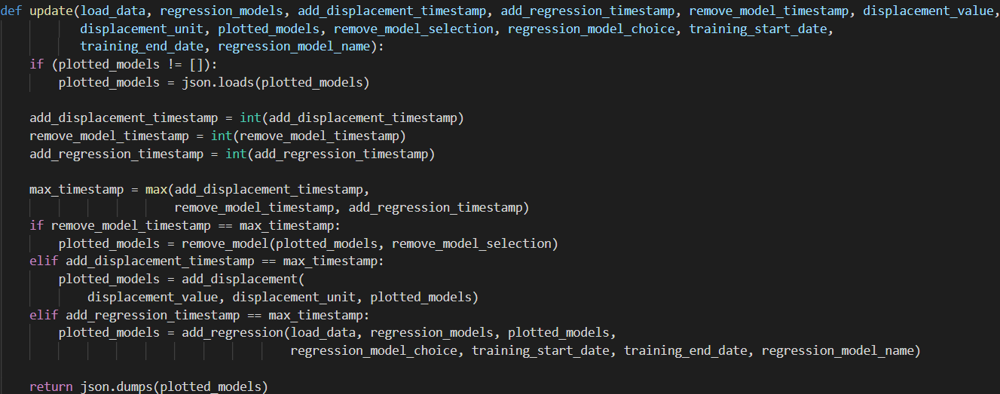 def update(load_data, regression_models, add_displacement_timestamp, add_regression_timestamp, remove_model_timestamp, displacement_value,
displacement_unit, plotted_models, remove_model_selection, regression_model_choice, training_start_date,
training_end_date, regression_model_name):
if (plotted_models != []):
plotted_models = json.loads(plotted_models)
add_displacement_timestamp = int(add_displacement_timestamp)
remove_model_timestamp = int(remove_model_timestamp)
add_regression_timestamp = int(add_regression_timestamp)
max_timestamp = max(add_displacement_timestamp,
remove_model_timestamp, add_regression_timestamp)
if remove_model_timestamp == max_timestamp:
plotted_models = remove_model(plotted_models, remove_model_selection)
elif add_displacement_timestamp == max_timestamp:
plotted_models = add_displacement(
displacement_value, displacement_unit, plotted_models)
elif add_regression_timestamp == max_timestamp:
plotted_models = add_regression(load_data, regression_models, plotted_models,
regression_model_choice, training_start_date, training_end_date, regression_model_name)
return json.dumps(plotted_models)